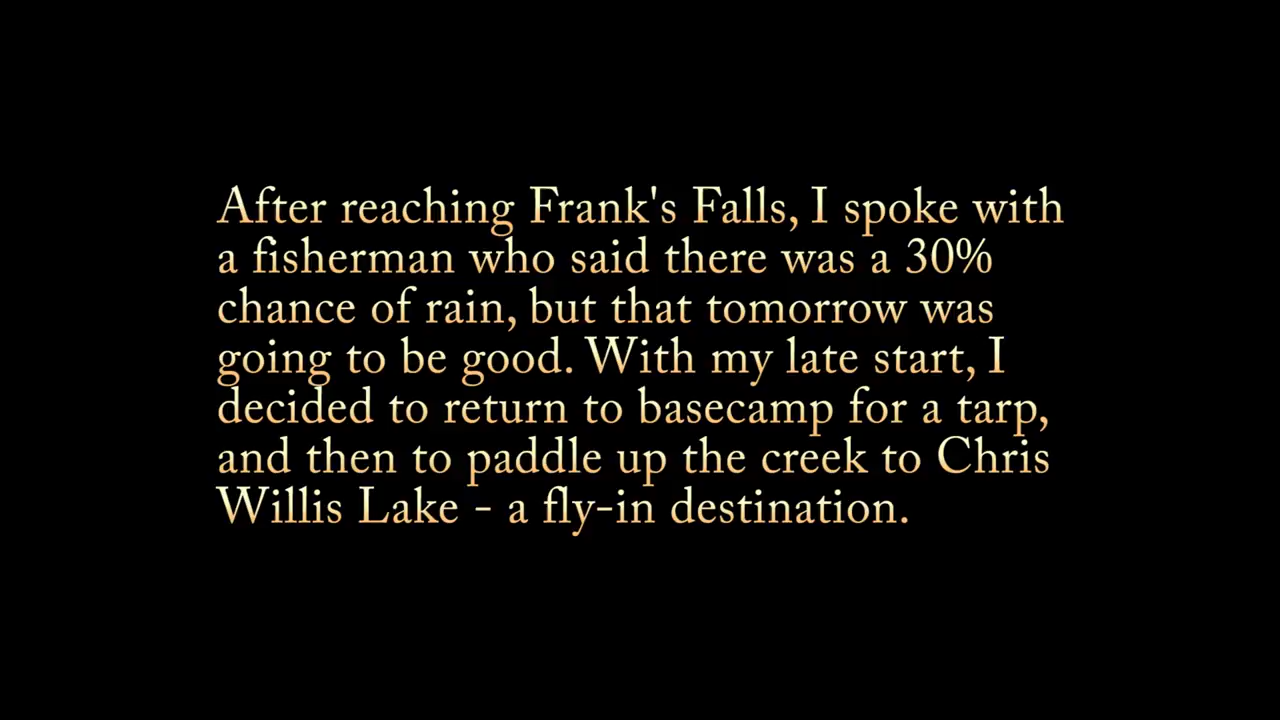 After reaching Frank's Falls, I spoke with
a fisherman who said there was a 30%
chance of rain, but that tomorrow was
going to be good. With my late start, I
decided to return to basecamp for a tarp,
and then to paddle up the creek to Chris
Willis Lake - a fly-in destination.